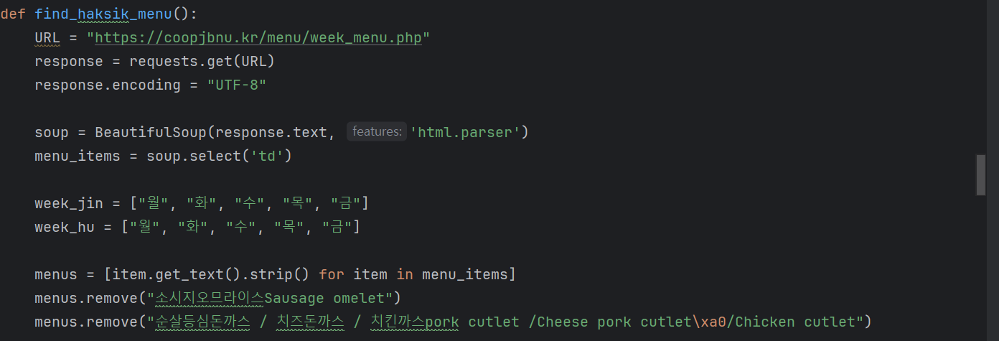 def find_haksik_menu():
    URL = "https://coopjbnu.kr/menu/week_menu.php"
    response = requests.get(URL)
    response.encoding = "UTF-8"
    soup = BeautifulSoup(response.text, features: 'html.parser')
    menu_items = soup.select('td')
    week_jin = ["월", "화", "수", "목", "금"]
    week_hu = ["월", "화", "수", "목", "금"]
    menus = [item.get_text().strip() for item in menu_items]
    menus.remove("소시지오므라이스Sausage omelet")
    menus.remove("순살등심돈까스 / 치즈돈까스 / 치킨까스pork cutlet /Cheese pork cutlet\xa0/Chicken cutlet")